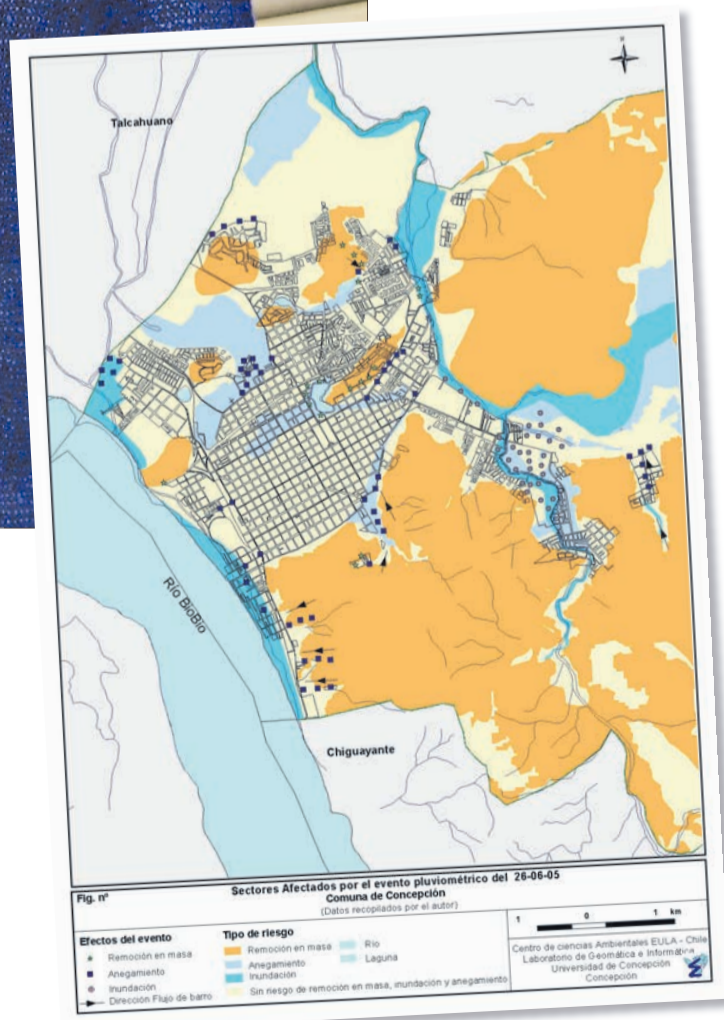 Talcahuano
Río BioBio
Chiguayante
Fig. nº
Sectores Afectados por el evento pluviométrico del 26-06-05
Comuna de Concepción
(Datos recopilados por el autor)
Efectos del evento
Remoción en masa
Anegamiento
Inundación
Dirección Flujo de barro
Tipo de riesgo
Remoción en masa
Anegamiento
Inundación
Sin riesgo de remoción en masa, inundación y anegamiento
Río
Laguna
1 0 1 km
Centro de ciencias Ambientales EULA - Chile
Laboratorio de Geomática e Informática
Universidad de Concepción
Concepción